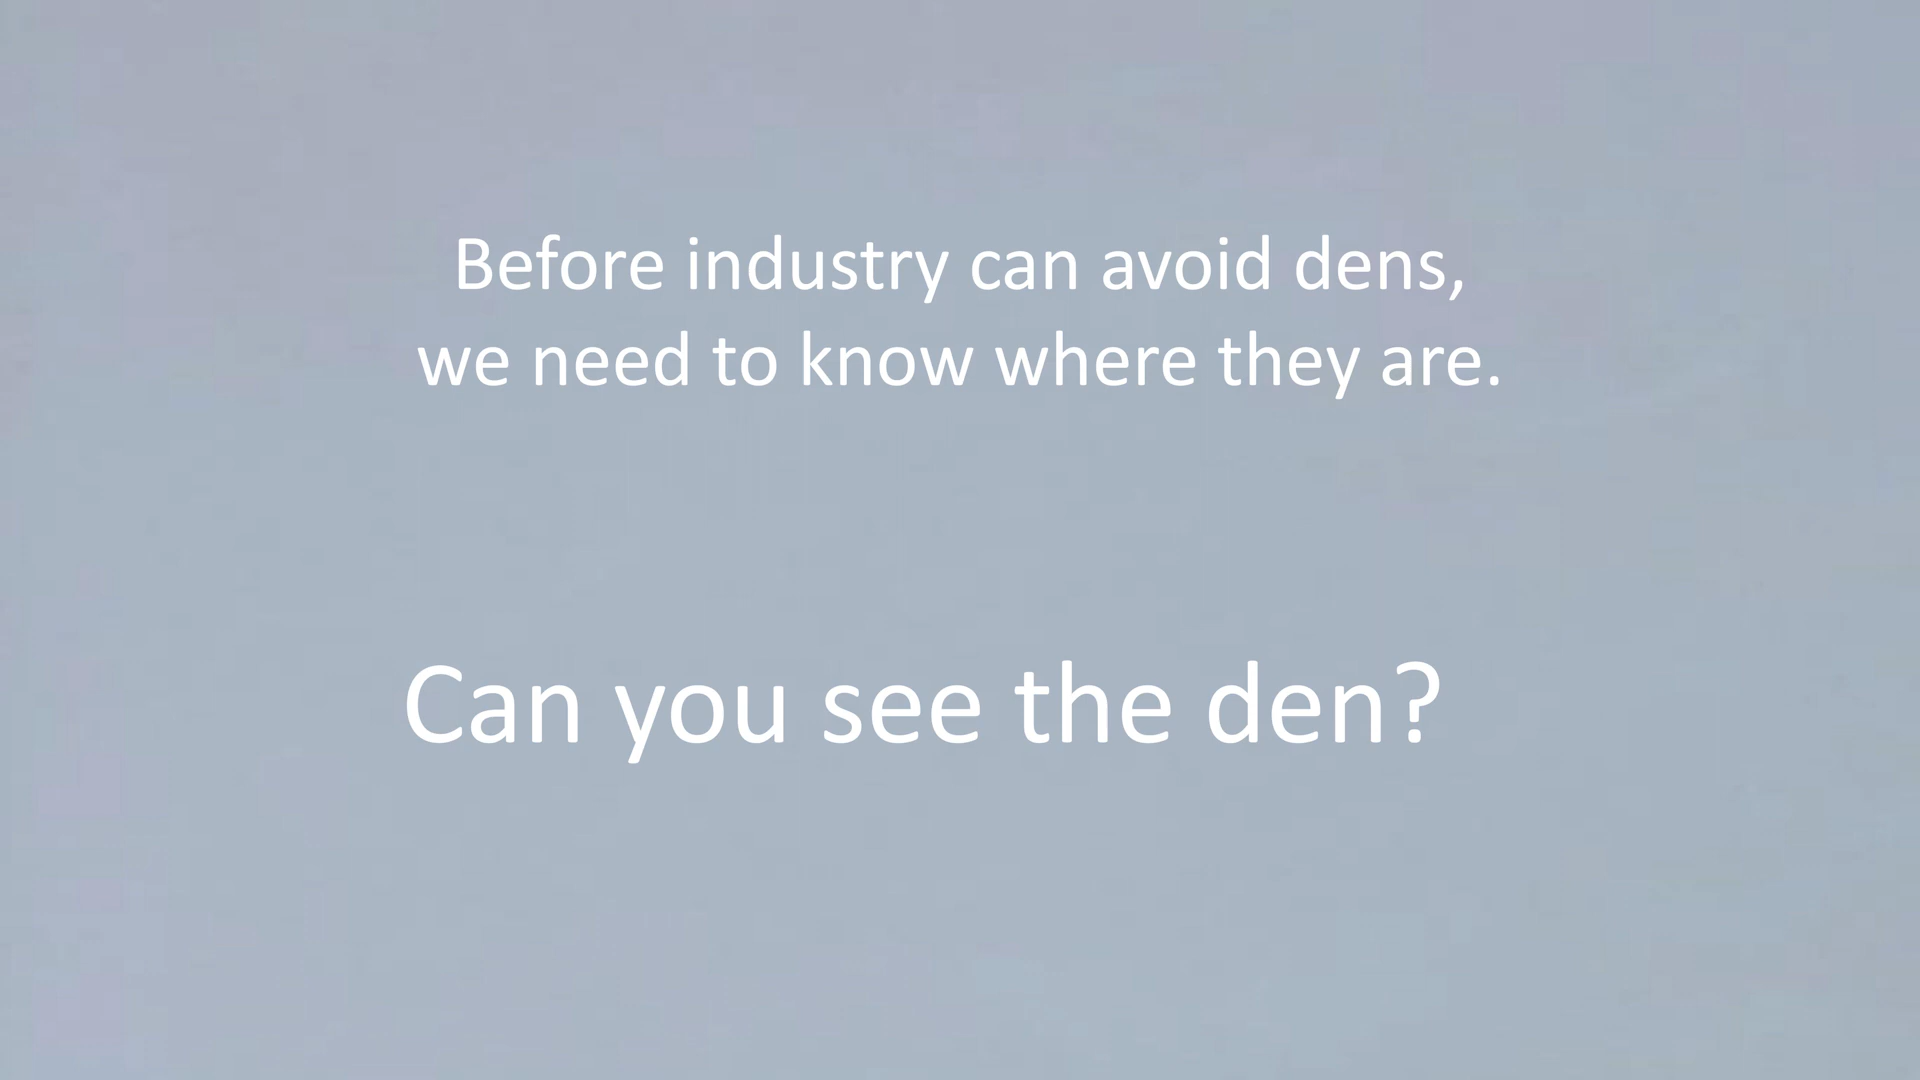 Before industry can avoid dens,
we need to know where they are.
Can you see the den?